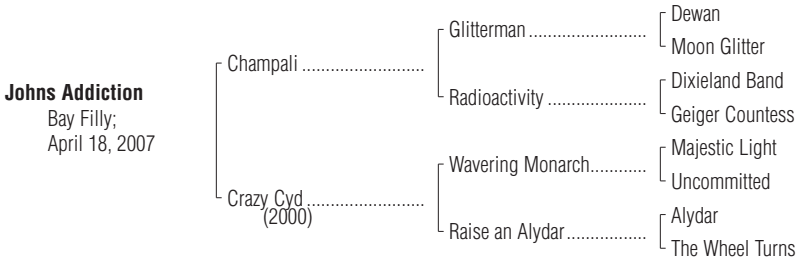 Dewan
Glitterman
Moon Glitter
Champali
Dixieland Band
Radioactivity
Geiger Countess
Johns Addiction
Bay Filly;
April 18, 2007
Majestic Light
Wavering Monarch
Uncommitted
Crazy Cyd
(2000)
Alydar
Raise an Alydar
The Wheel Turns